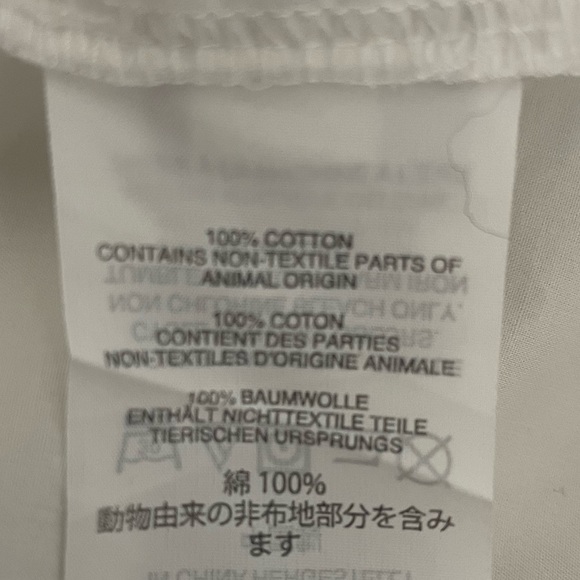 100% COTTON
CONTAINS NON-TEXTILE PARTS OF
ANIMAL ORIGIN
100% COTON
CONTIENT DES PARTIES
NON-TEXTILES D'ORIGINE ANIMALE
100% BAUMWOLLE
ENTHÄLT NICHTTEXTILE TEILE
TIERISCHEN URSPRUNGS
綿 100%
動物由来の非布地部分を含み
ます